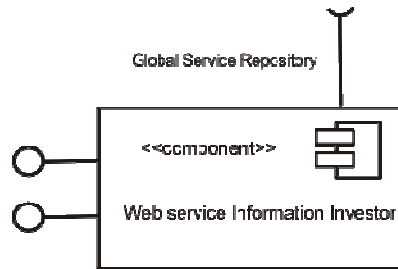 Global Service Repository
<<component>>
Web service Information Investor